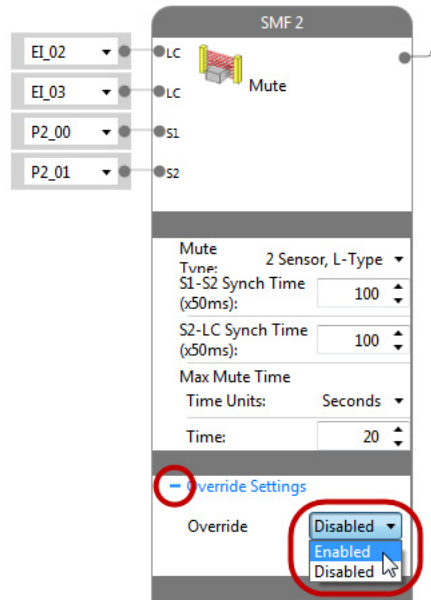 SMF 2
EI_02
LC
EI_03
LC
Mute
P2_00
S1
P2_01
S2
Mute Type:
2 Sensor, L-Type
S1-S2 Synch Time
(x50ms):
100
S2-LC Synch Time
(x50ms):
100
Max Mute Time
Time Units:
Seconds
Time:
20
Override Settings
Override
Disabled
Enabled
Disabled